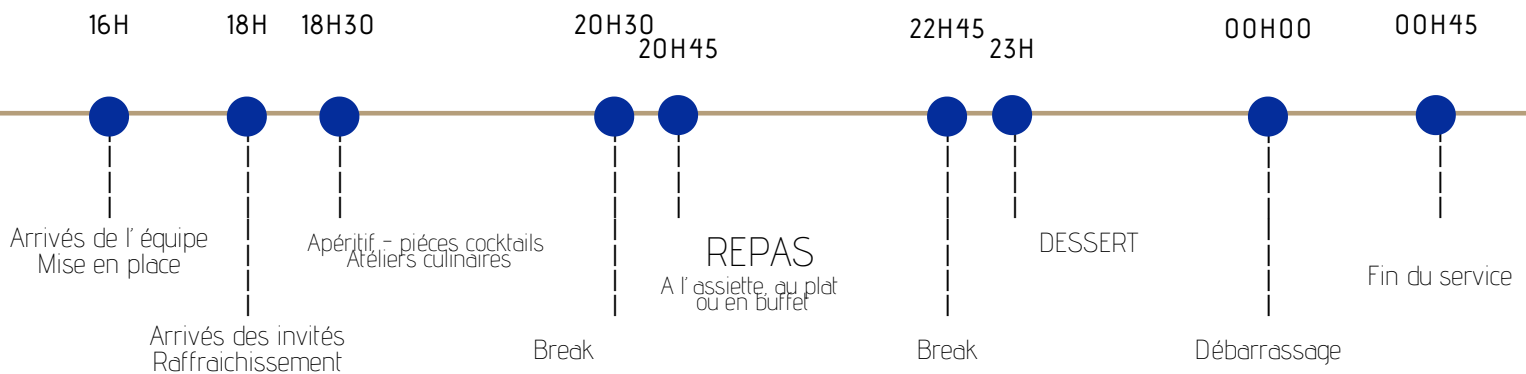 16H
18H
18H30
20H30
20H45
22H45
23H
00H00
00H45
Arrivés de l'équipe
Mise en place
Arrivés des invités
Raffraichissement
Apéritif - piéces cocktails
Atéliers culinaires
Break
REPAS
A l'assiette, au plat
ou en buffet
Break
DESSERT
Débarrassage
Fin du service